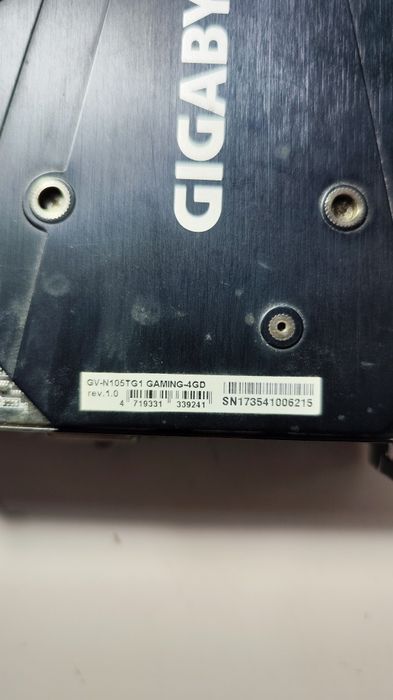 GIGABY
GV-N105TG1 GAMING-4GD
rev.1.0
4 719331 339241
SN173541006215